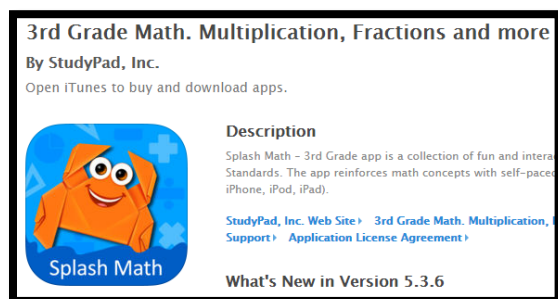 3rd Grade Math. Multiplication, Fractions and more
By StudyPad, Inc.
Open iTunes to buy and download apps.
Description
Splash Math – 3rd Grade app is a collection of fun and
Standards. The app reinforces math concepts with
iPhone, iPod, iPad).
StudyPad, Inc. Web Site 3rd Grade Math. Multiplication,
Support Application License Agreement
Splash Math
What's New in Version 5.3.6